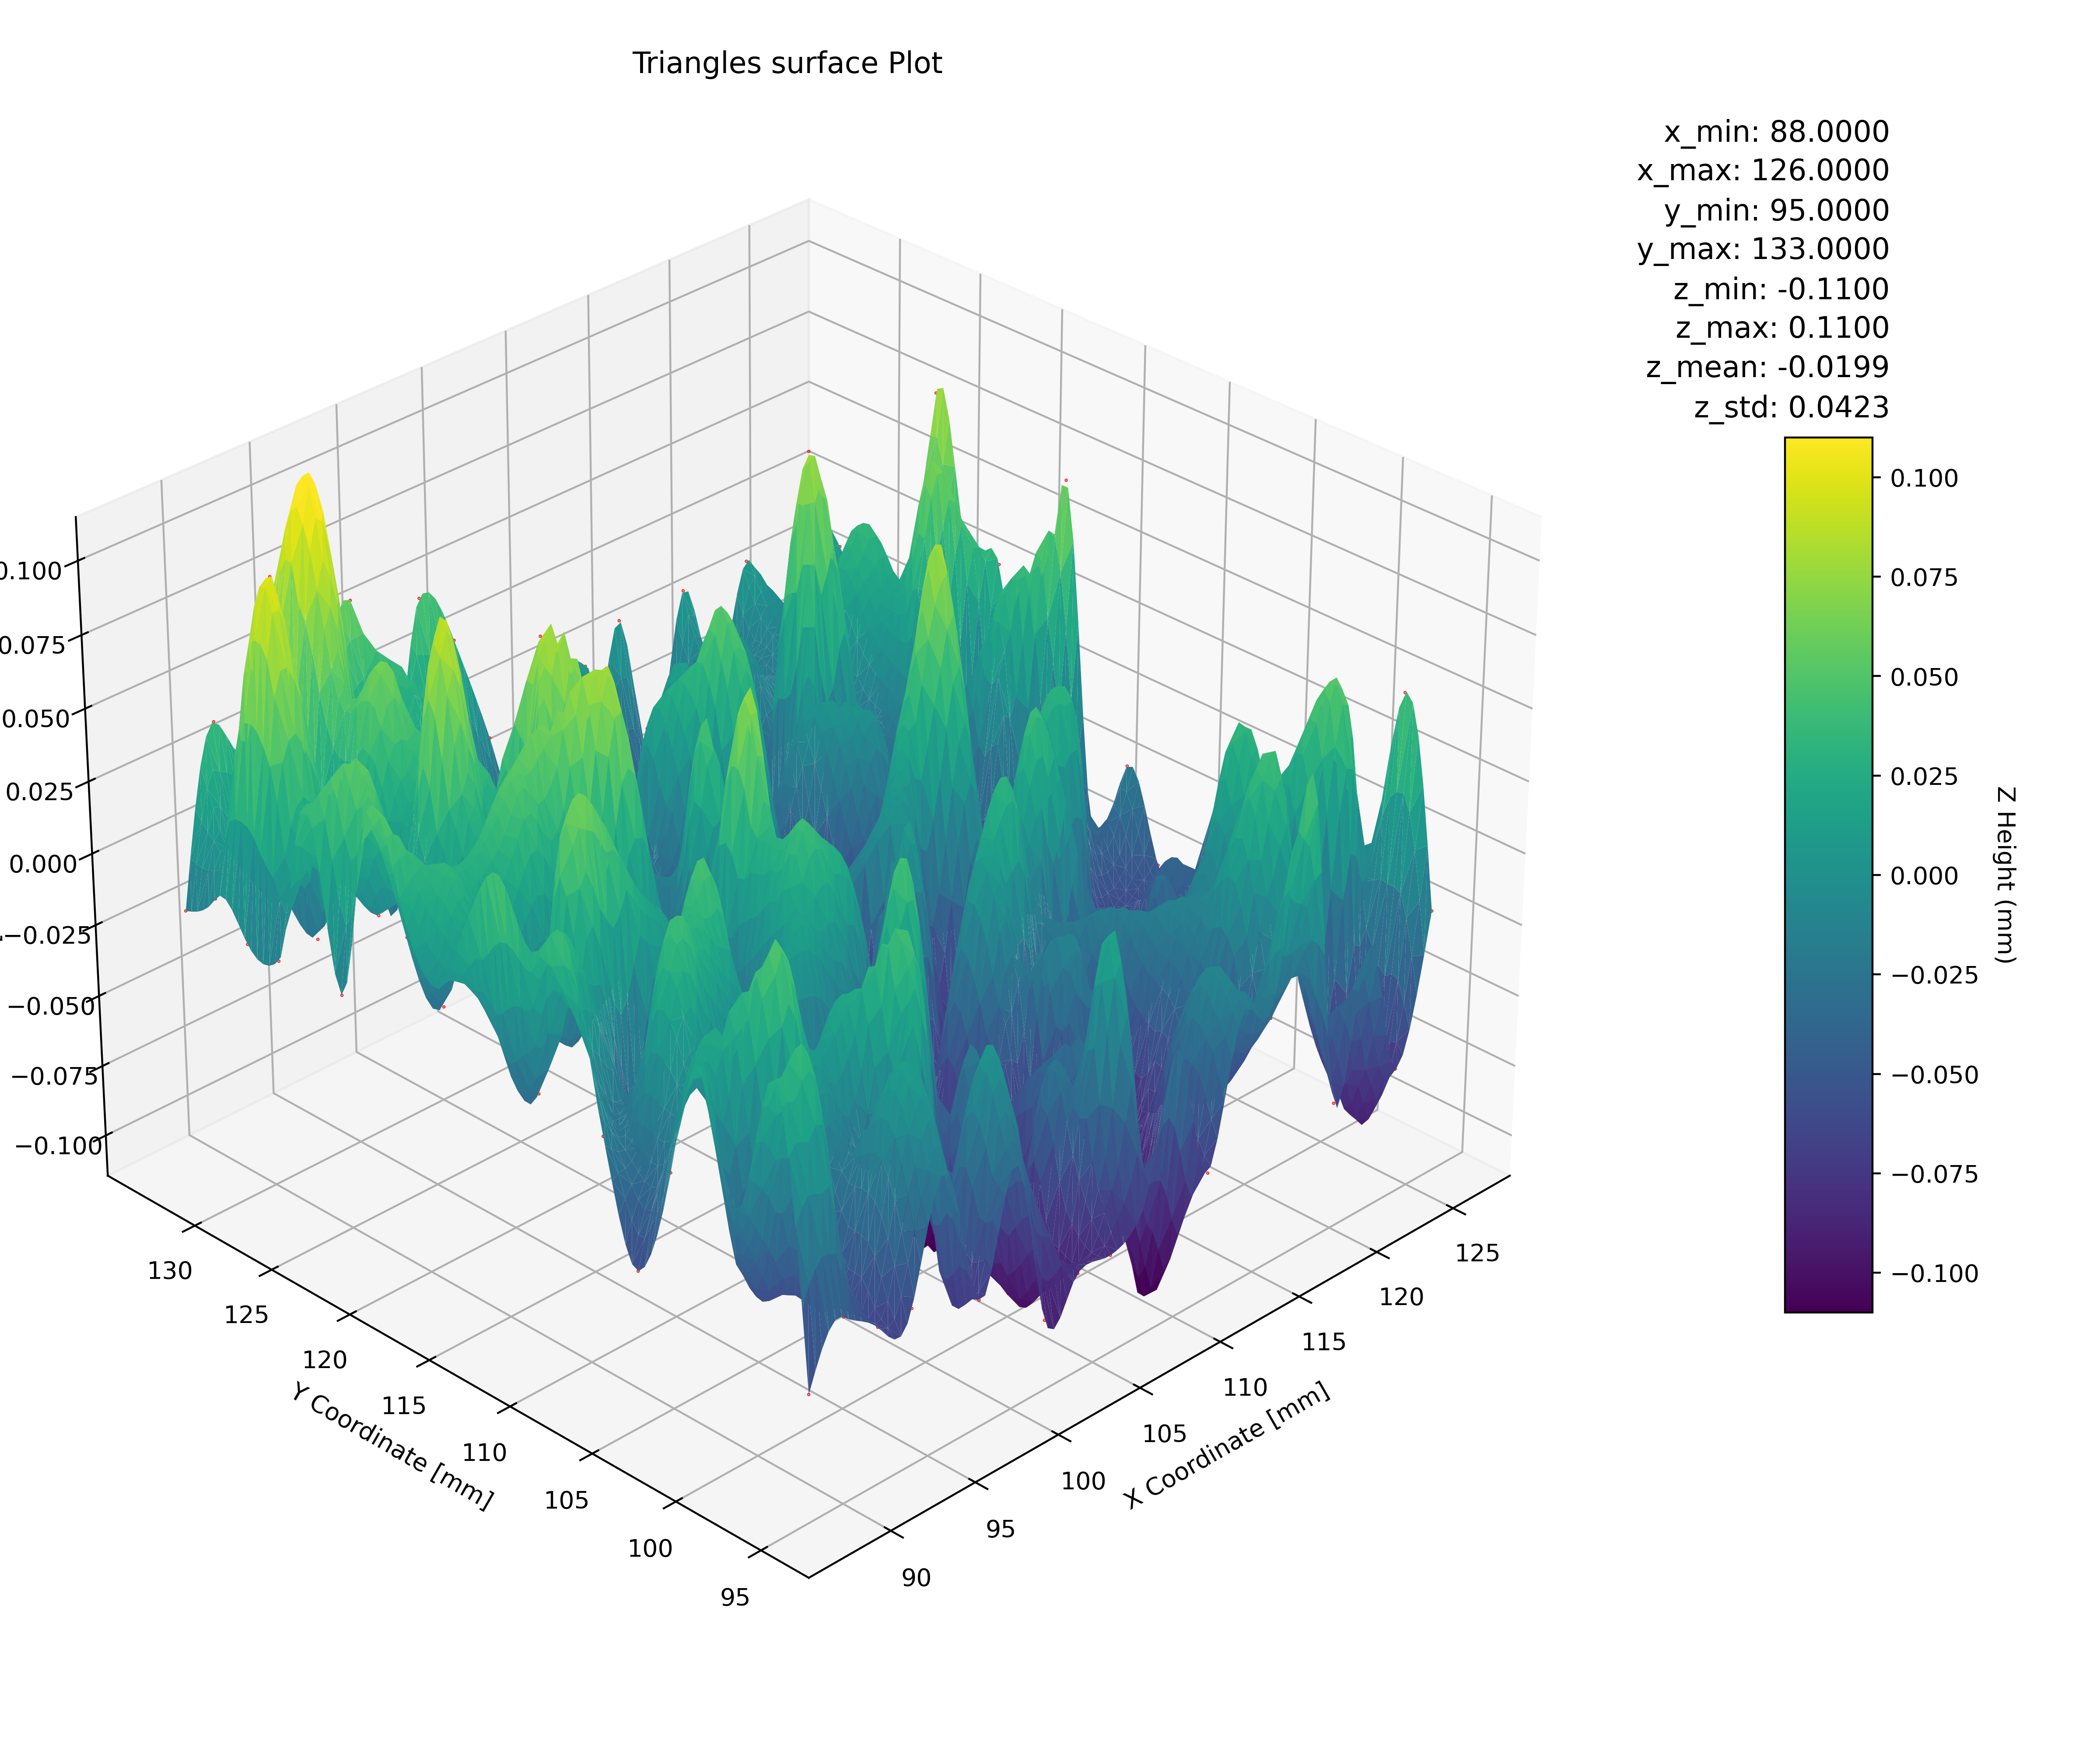 Triangles surface Plot
x_min: 88.0000
x_max: 126.0000
y_min: 95.0000
y_max: 133.0000
z_min: -0.1100
z_max: 0.1100
z_mean: -0.0199
z_std: 0.0423
0.100
0.075
0.050
0.025
0.000
−0.025
−0.050
−0.075
−0.100
130
125
120
115
110
105
100
95
Y Coordinate [mm]
90
95
100
105
110
115
120
125
X Coordinate [mm]
0.100
0.075
0.050
0.025
0.000
−0.025
−0.050
−0.075
−0.100
Z Height (mm)